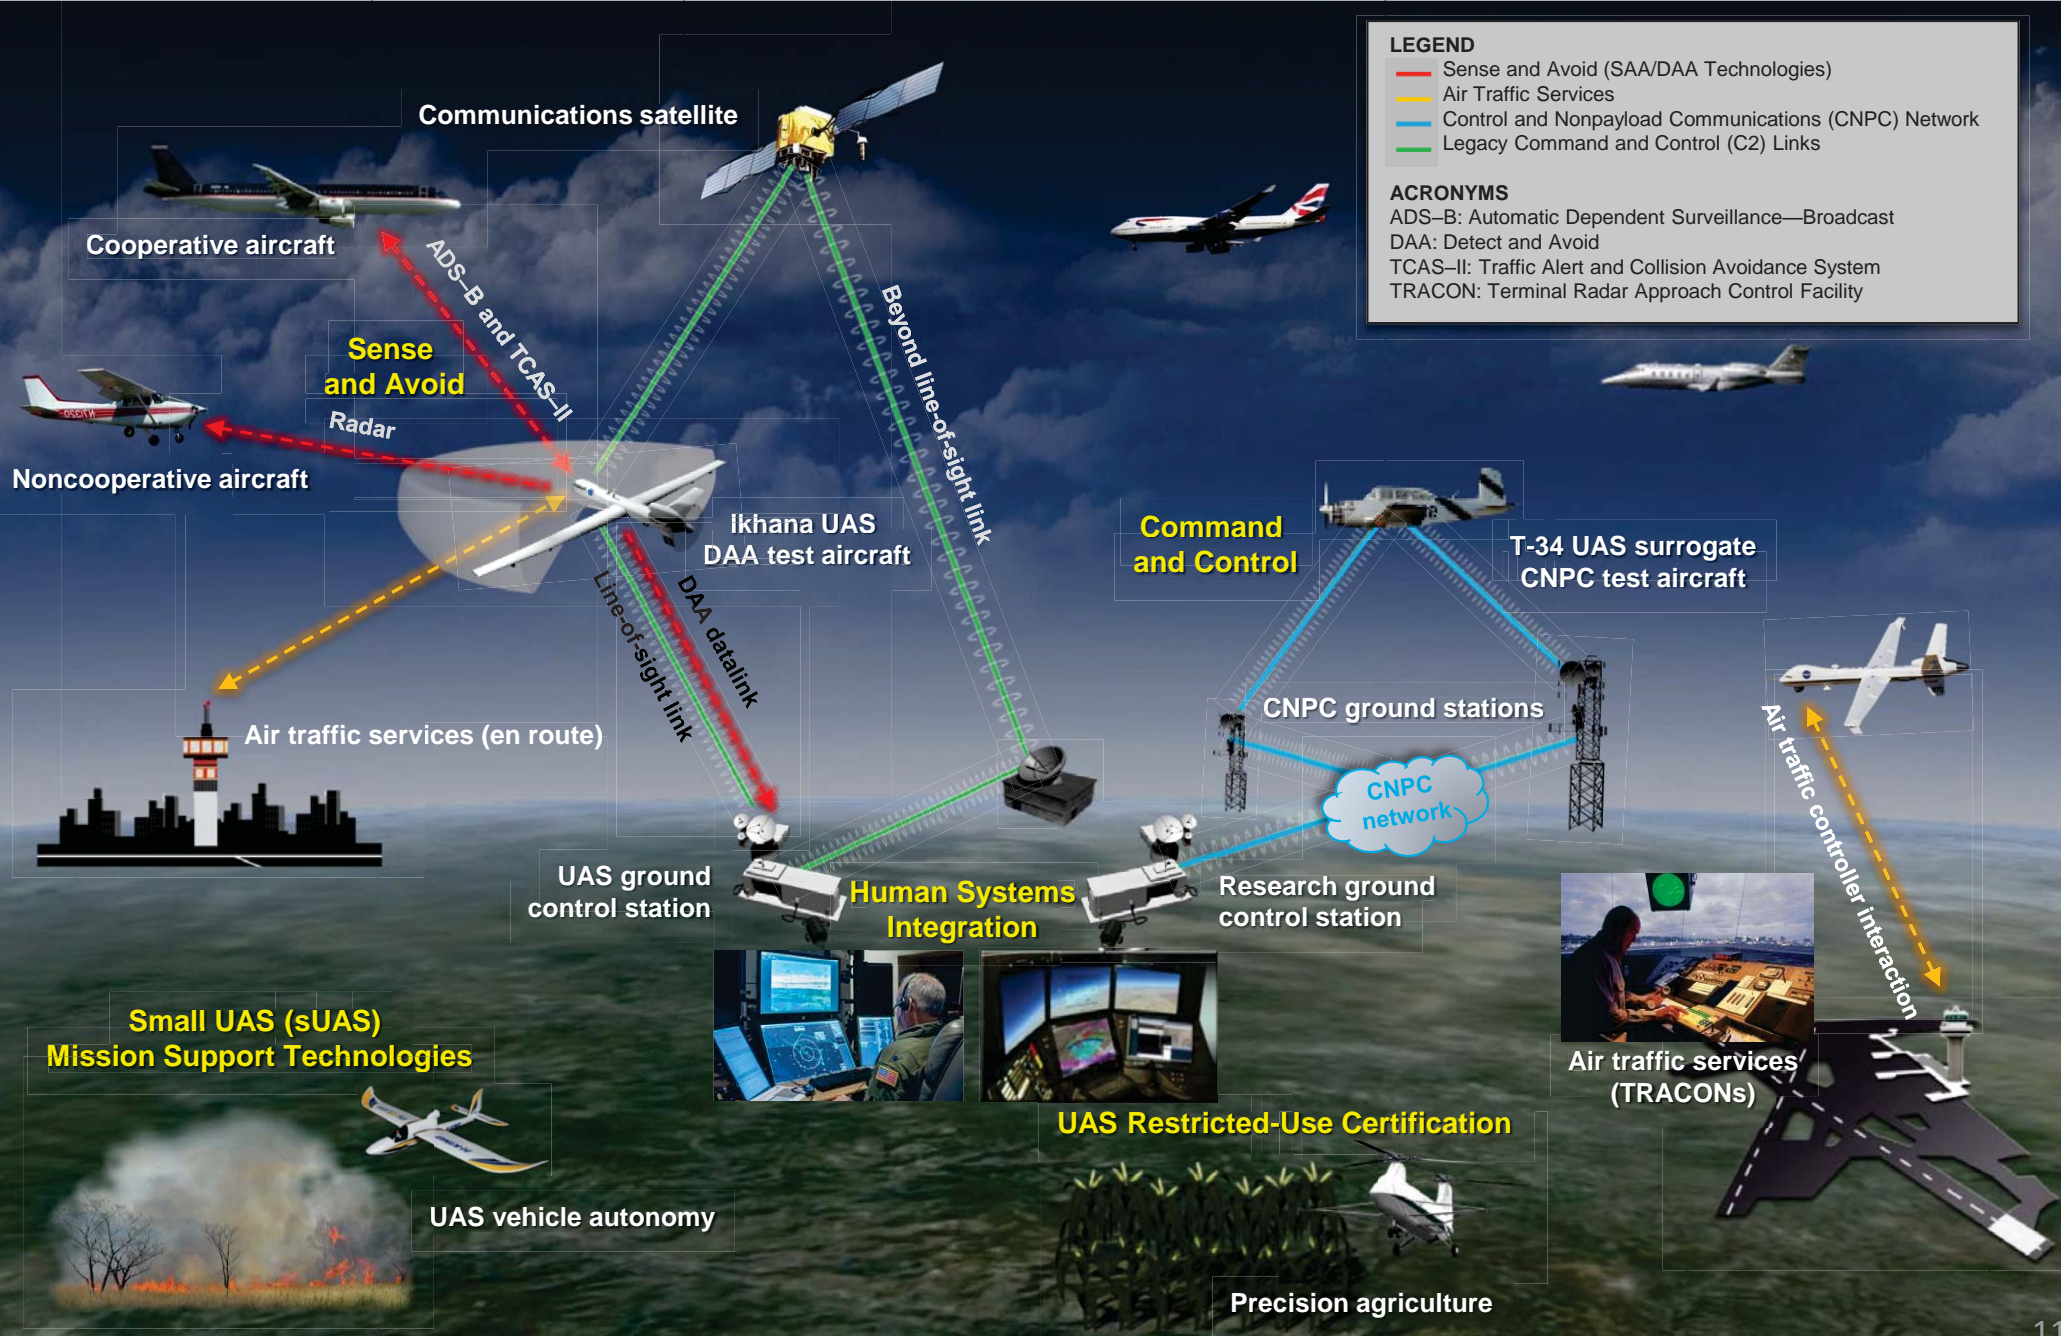 LEGEND
Sense and Avoid (SAA/DAA Technologies)
Air Traffic Services
Control and Nonpayload Communications (CNPC) Network
Legacy Command and Control (C2) Links
ACRONYMS
ADS–B: Automatic Dependent Surveillance—Broadcast
DAA: Detect and Avoid
TCAS–II: Traffic Alert and Collision Avoidance System
TRACON: Terminal Radar Approach Control Facility
Communications satellite
Cooperative aircraft
ADS–B and TCAS–II
Sense
and Avoid
Radar
Noncooperative aircraft
Beyond line-of-sight link
Ikhana UAS
DAA test aircraft
Command
and Control
T-34 UAS surrogate
CNPC test aircraft
Line-of-sight link
DAA datalink
Air traffic services (en route)
CNPC ground stations
CNPC
network
Air traffic controller interaction
UAS ground
control station
Human Systems
Integration
Research ground
control station
Small UAS (sUAS)
Mission Support Technologies
Air traffic services
(TRACONs)
UAS Restricted-Use Certification
UAS vehicle autonomy
Precision agriculture
11